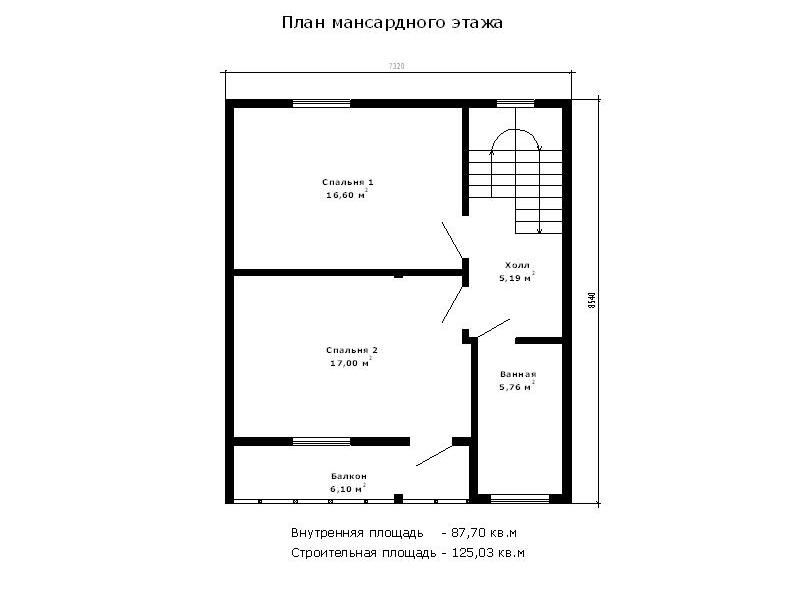 План мансардного этажа
7320
Спальня 1
16,60 м²
8540
Холл
5,19 м²
Спальня 2
17,00 м²
Ванная
5,76 м²
Балкон
6,10 м²
Внутренняя площадь - 87,70 кв.м
Строительная площадь - 125,03 кв.м